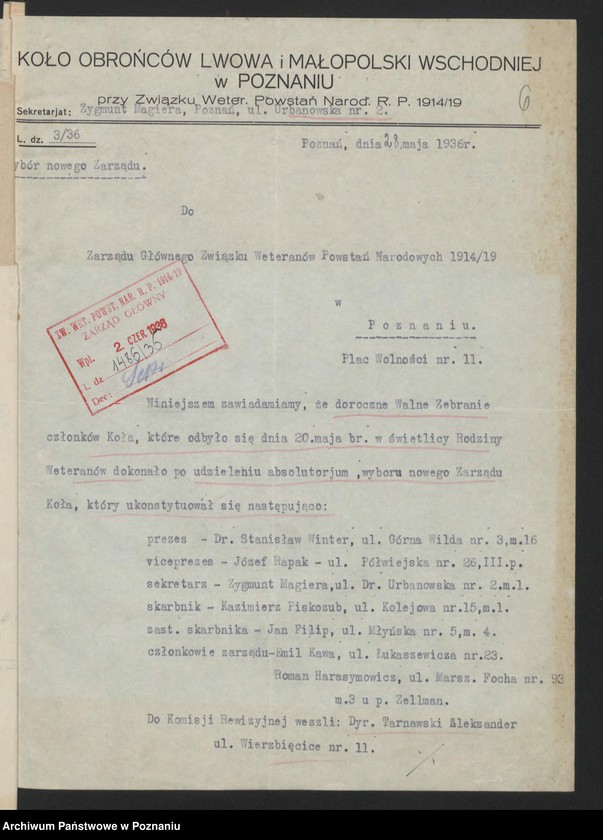 KOŁO OBROŃCÓW LWOWA i MAŁOPOLSKI WSCHODNIEJ
w POZNANIU
przy Związku Weter. Powstań Narod. R. P. 1914/19
6
Sekretarjat: Zygmunt Magiera, Poznań, ul. Urbanowska nr. 2.
L. dz. 3/36
Poznań, dnia 28.maja 1936r.
ybór nowego Zarządu.
Do
Zarządu Głównego Związku Weteranów Powstań Narodowych 1914/19
w
Poznaniu.
Plac Wolności nr. 11.
ZW. WET. POWST. NAR. R. P. 1914/19
ZARZĄD GŁÓWNY
Wpł. 2. CZER 1936
L. dz. 1486/36
Dec:
Niniejszem zawiadamiamy, że doroczne Walne Zebranie
członków Koła, które odbyło się dnia 20.maja br. w świetlicy Rodziny
Weteranów dokonało po udzieleniu absolutorjum ,wyboru nowego Zarządu
Koła, który ukonstytuował się następująco:
prezes - Dr. Stanisław Winter, ul. Górna Wilda nr. 3,m.16
viceprezes - Józef Rapak - ul. Półwiejska nr. 26,III.p.
sekretarz - Zygmunt Magiera,ul. Dr. Urbanowska nr. 2.m.1.
skarbnik - Kazimierz Piskozub, ul. Kolejowa nr.15,m.1.
zast. skarbnika - Jan Filip, ul. Młyńska nr. 5,m. 4.
członkowie zarządu-Emil Kawa, ul. Łukaszewicza nr.23.
Roman Harasymowicz, ul. Marsz. Focha nr. 93
m.3 u p. Zellman.
Do Komisji Rewizyjnej weszli: Dyr. Tarnawski Aleksander
ul. Wierzbięcice nr. 11.
Archiwum Państwowe w Poznaniu